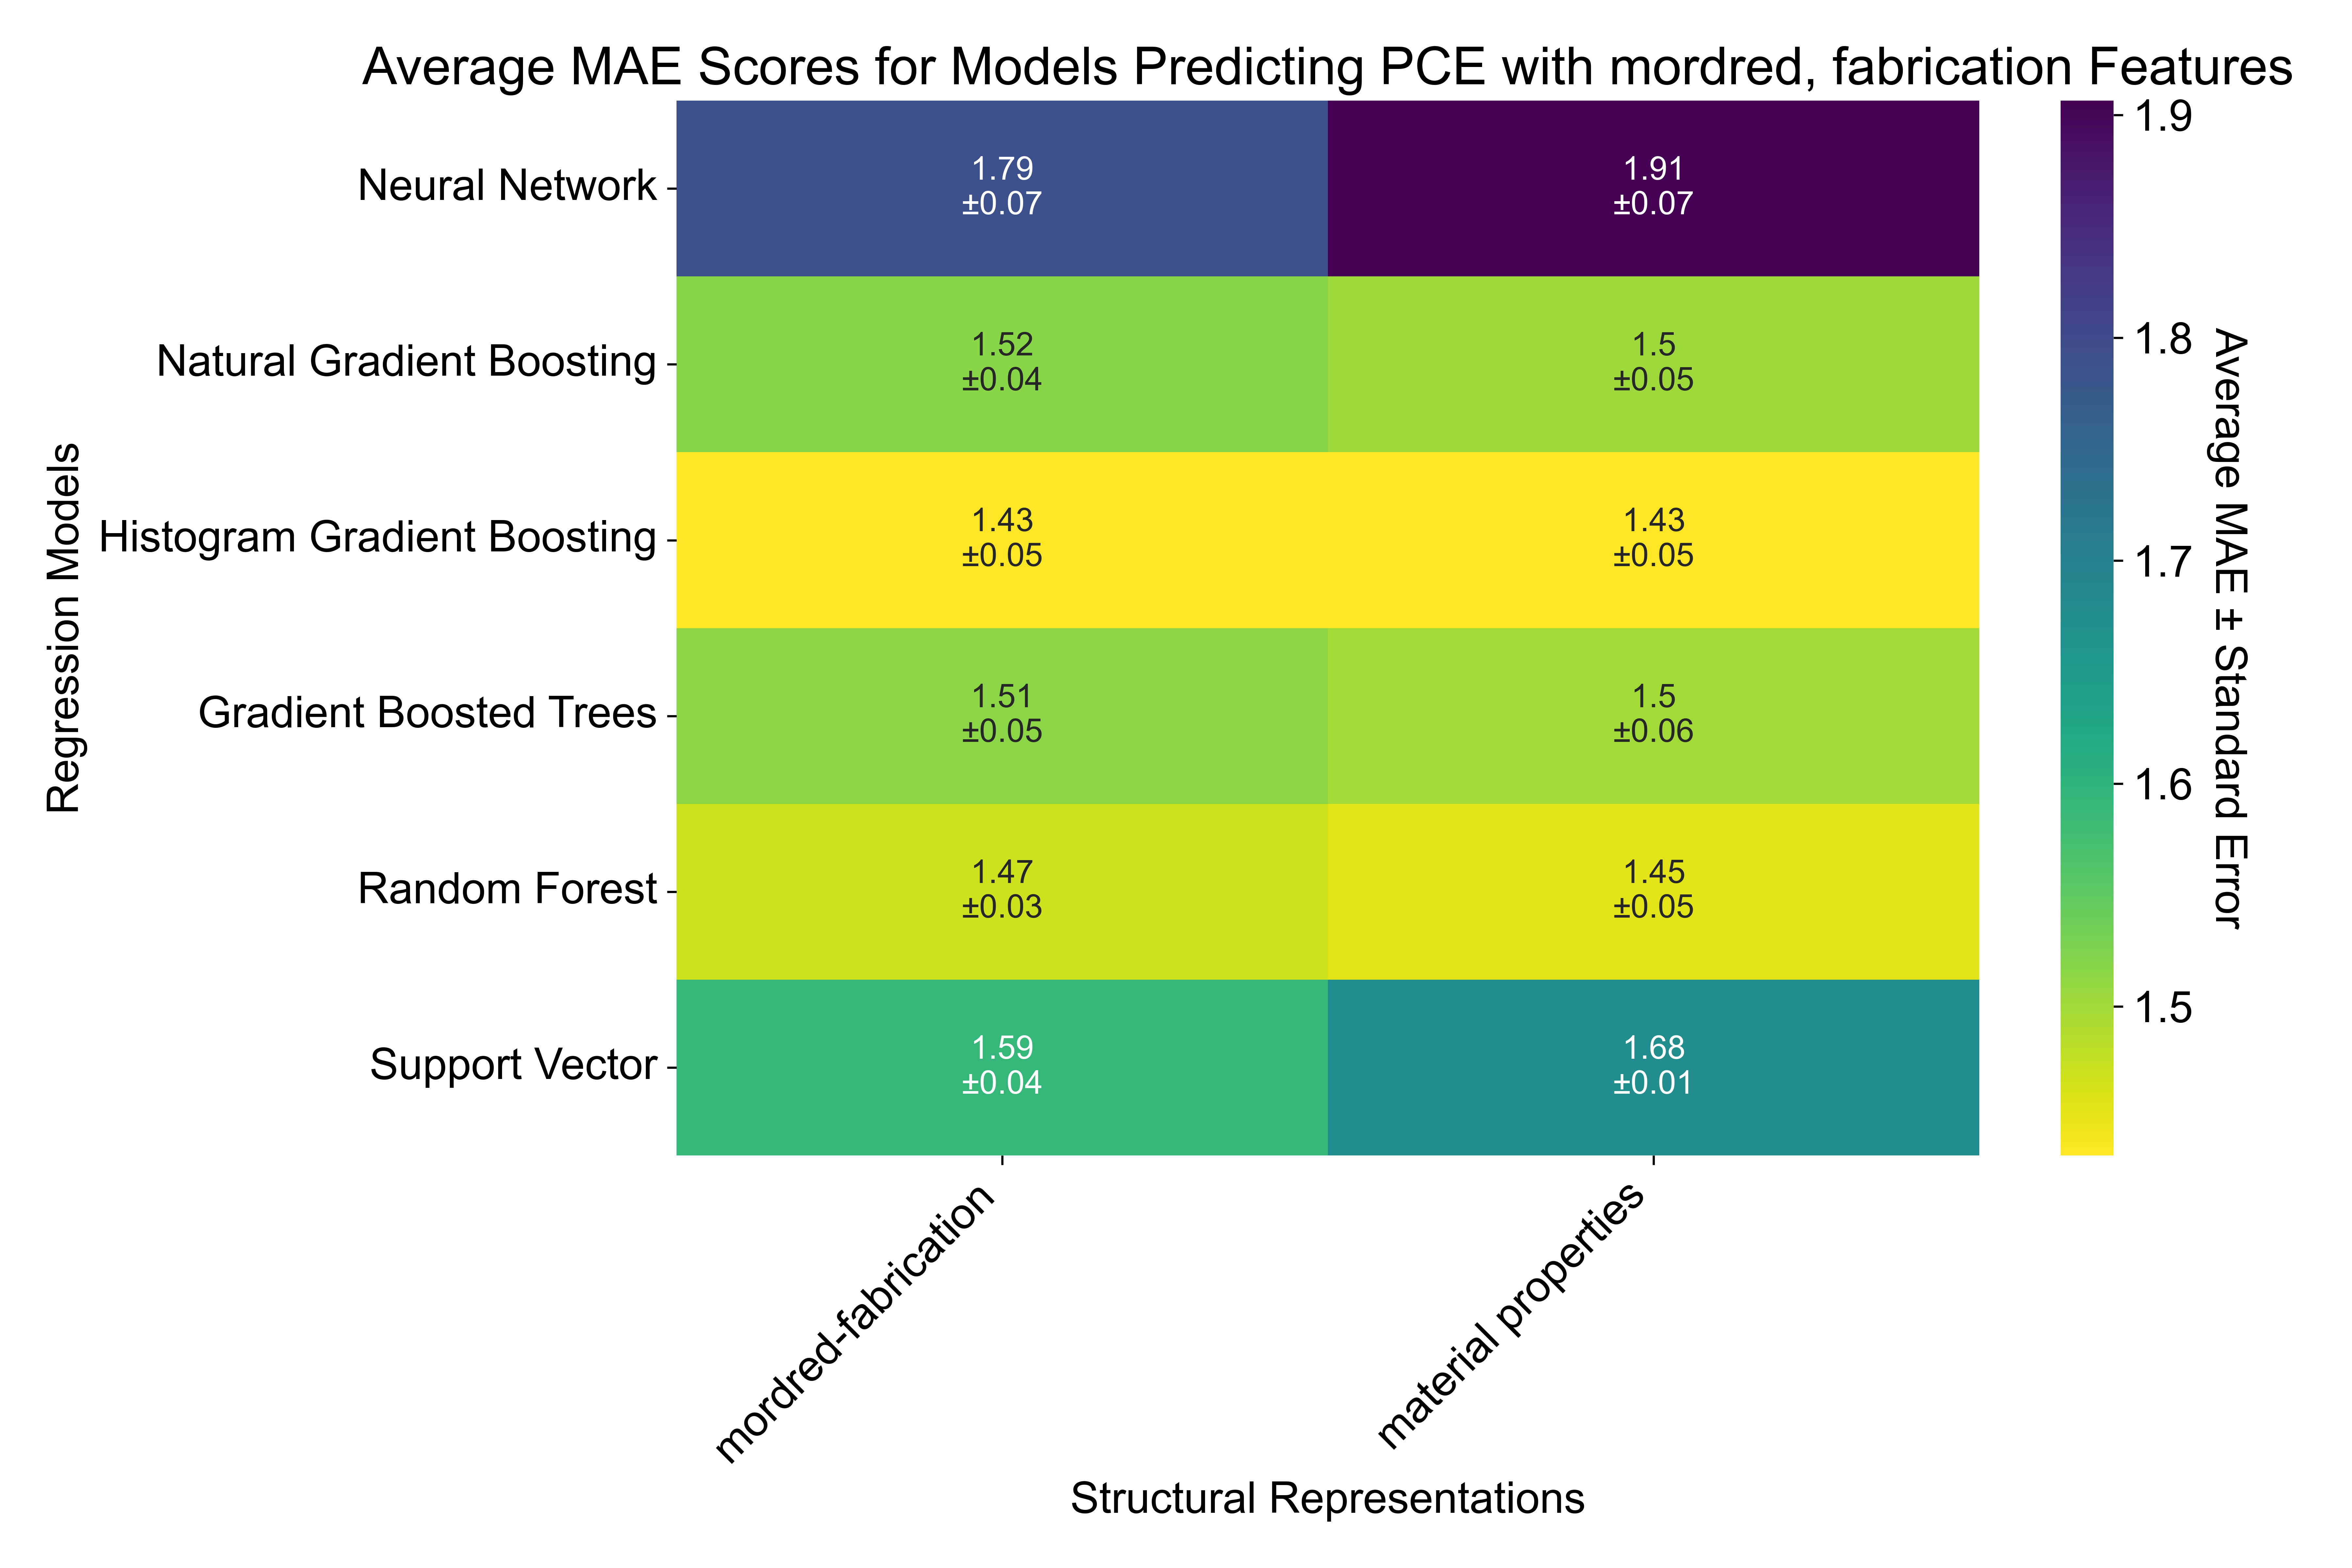 Average MAE Scores for Models Predicting PCE with mordred, fabrication Features
Regression Models
Neural Network
1.79
±0.07
1.91
±0.07
Natural Gradient Boosting
1.52
±0.04
1.5
±0.05
Histogram Gradient Boosting
1.43
±0.05
1.43
±0.05
Gradient Boosted Trees
1.51
±0.05
1.5
±0.06
Random Forest
1.47
±0.03
1.45
±0.05
Support Vector
1.59
±0.04
1.68
±0.01
mordred-fabrication
material properties
Structural Representations
1.9
1.8
1.7
1.6
1.5
Average MAE ± Standard Error